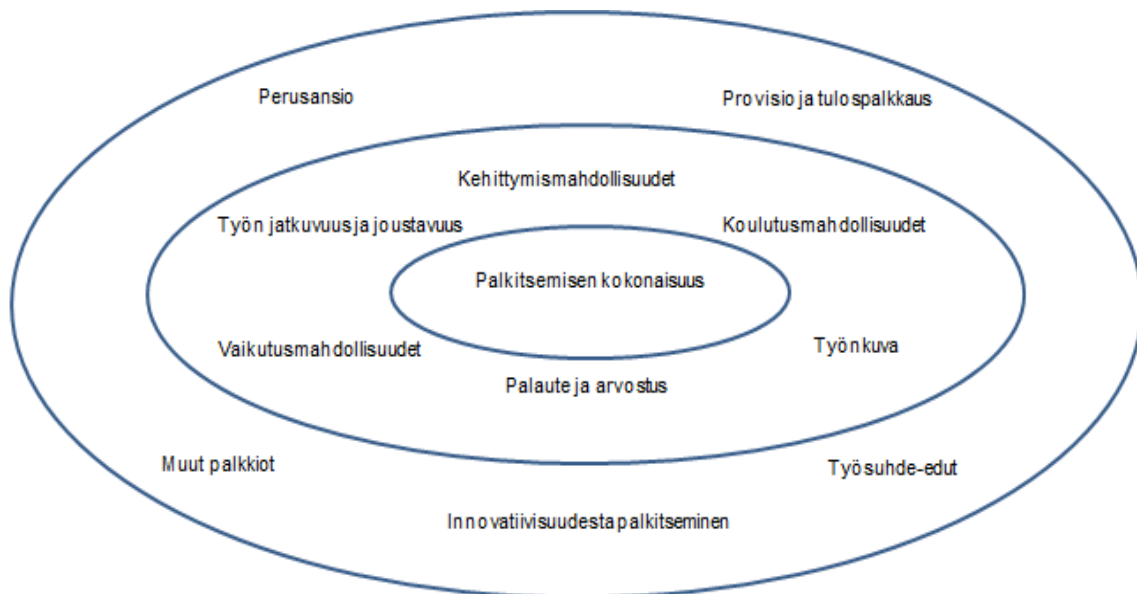 Perusansio
Provisio ja tulospalkkaus
Kehittymismahdollisuudet
Työn jatkuvuus ja joustavuus
Koulutusmahdollisuudet
Palkitsemisen kokonaisuus
Vaikutusmahdollisuudet
Työnkuva
Palaute ja arvostus
Muut palkkiot
Työsuhde-edut
Innovatiivisuudesta palkitseminen